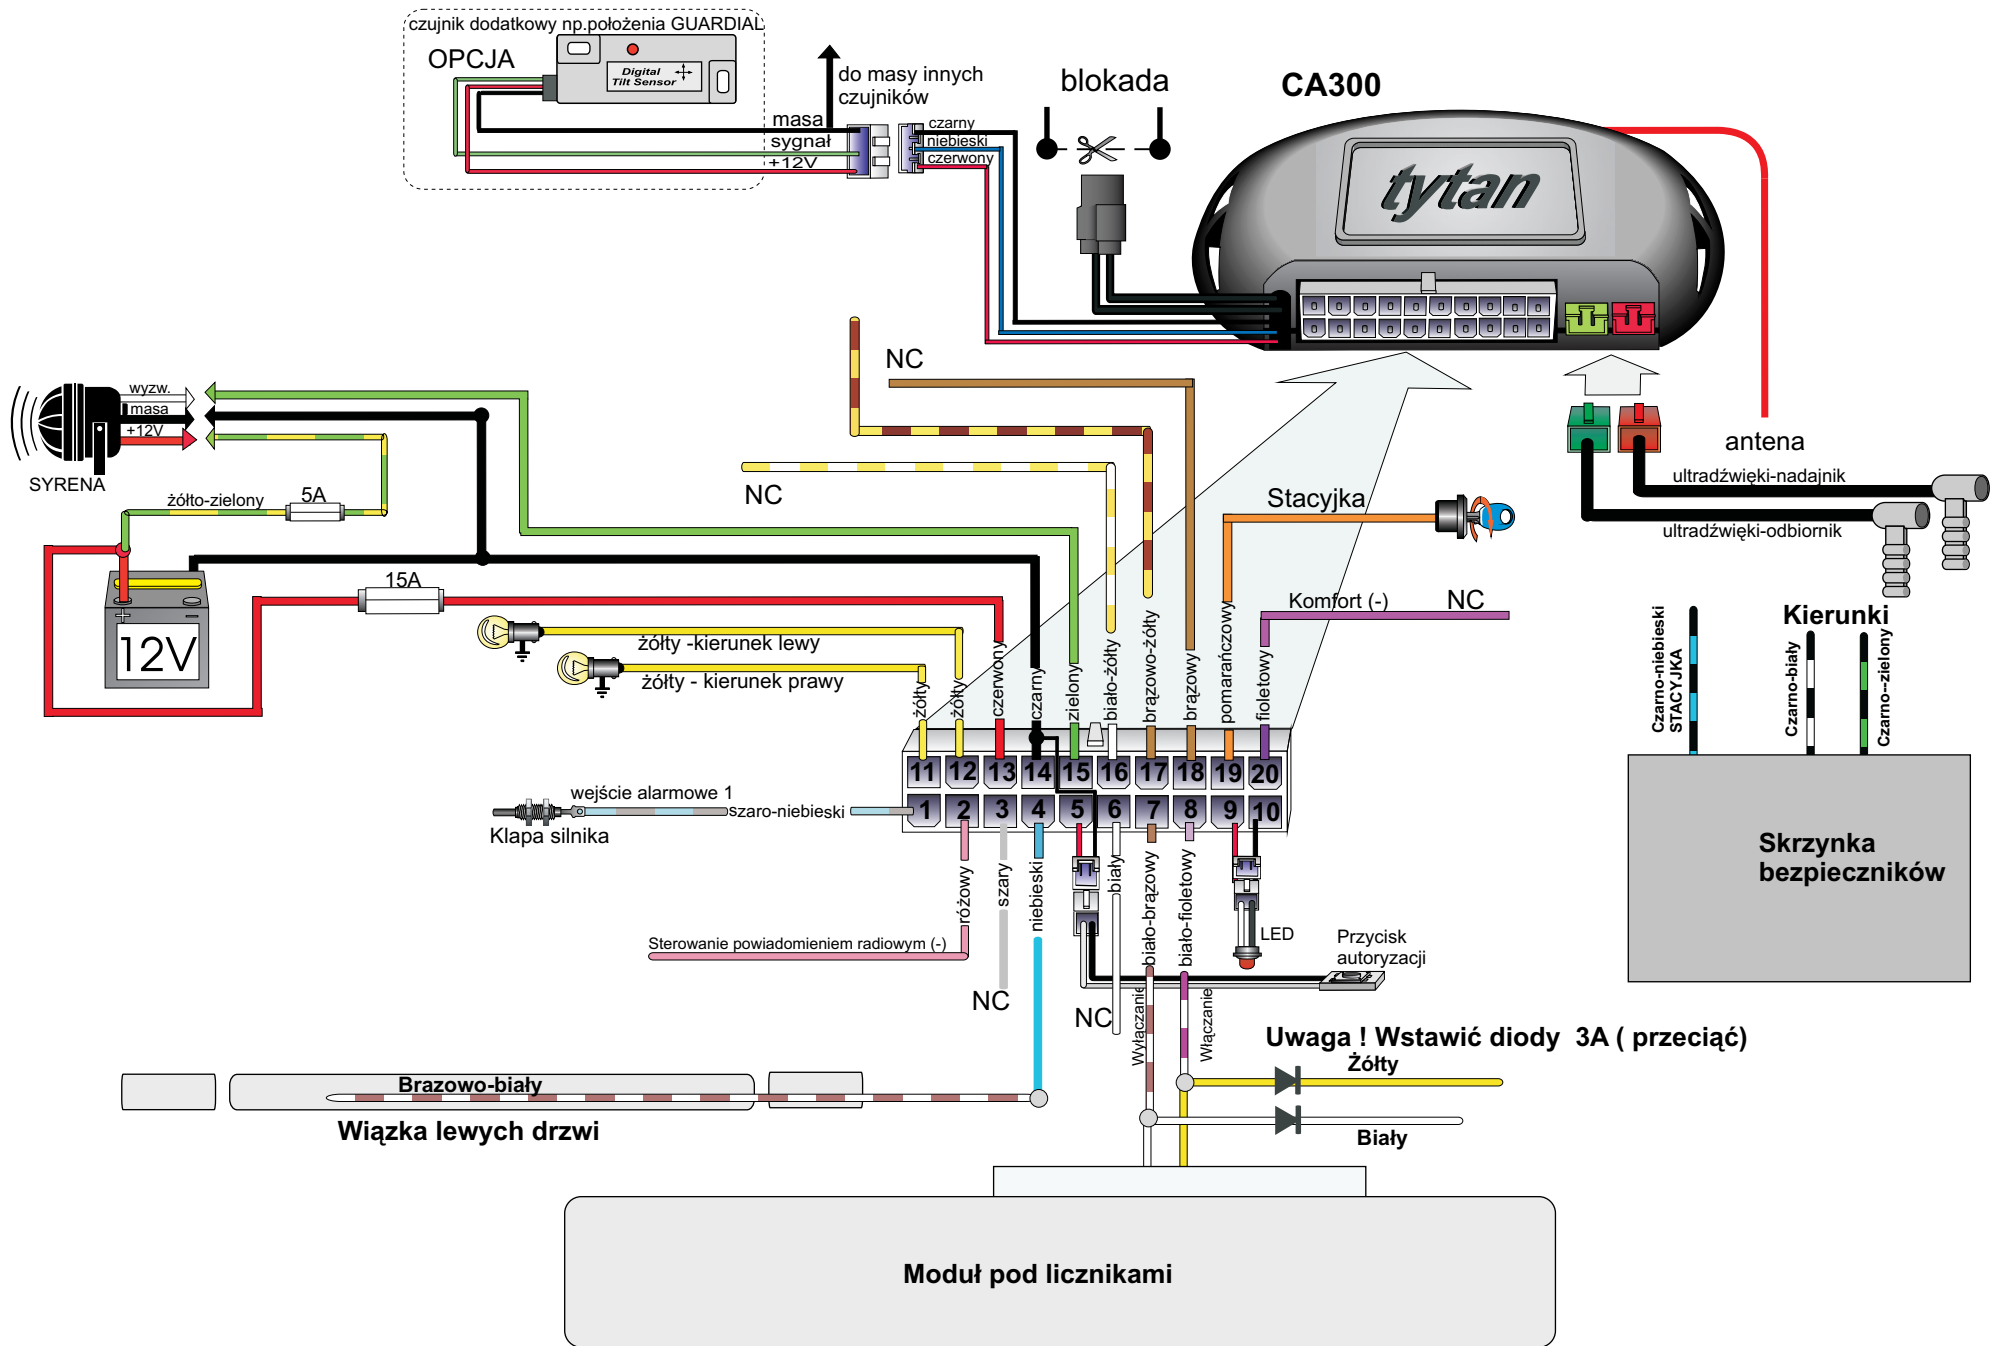 czujnik dodatkowy np.położenia GUARDIAL
OPCJA
Digital
Tilt Sensor
do masy innych
czujników
masa
sygnał
+12V
czarny
niebieski
czerwony
blokada
CA300
tytan
NC
NC
wyzw.
masa
+12V
SYRENA
żółto-zielony
5A
15A
12V
+
−
żółty -kierunek lewy
żółty - kierunek prawy
Stacyjka
antena
ultradźwięki-nadajnik
ultradźwięki-odbiornik
Komfort (-)
NC
Kierunki
Czarno-niebieski
STACYJKA
Czarno-biały
Czarno--zielony
Skrzynka
bezpieczników
żółty
żółty
czerwony
czarny
zielony
biało-żółty
brązowo-żółty
brązowy
pomarańczowy
fioletowy
11 12 13 14 15 16 17 18 19 20
1 2 3 4 5 6 7 8 9 10
wejście alarmowe 1
szaro-niebieski
Klapa silnika
różowy
szary
niebieski
biały
biało-brązowy
biało-fioletowy
LED
Przycisk
autoryzacji
Sterowanie powiadomieniem radiowym (-)
NC
NC
Wyłaczanie
Włączanie
Uwaga ! Wstawić diody 3A ( przeciąć)
Żółty
Biały
Brazowo-biały
Wiązka lewych drzwi
Moduł pod licznikami